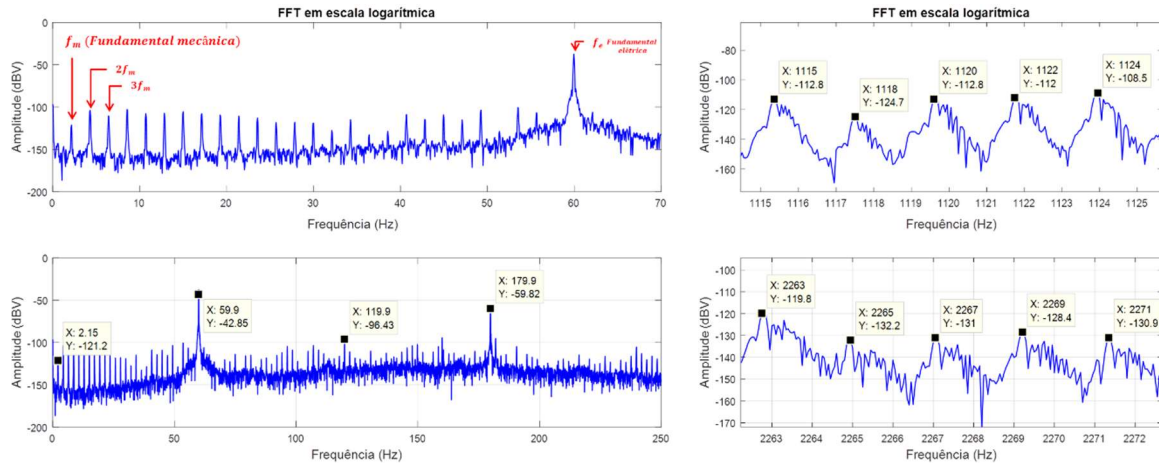 FFT em escala logarítmica
f_m (Fundamental mecânica)
2f_m
3f_m
f_e Fundamental
elétrica
Amplitude (dBV)
0
-50
-100
-150
-200
0 10 20 30 40 50 60 70
Frequência (Hz)
FFT em escala logarítmica
X: 1115
Y: -112.8
X: 1118
Y: -124.7
X: 1120
Y: -112.8
X: 1122
Y: -112
X: 1124
Y: -108.5
Amplitude (dBV)
-80
-100
-120
-140
-160
1115 1116 1117 1118 1119 1120 1121 1122 1123 1124 1125
Frequência (Hz)
X: 2.15
Y: -121.2
X: 59.9
Y: -42.85
X: 119.9
Y: -96.43
X: 179.9
Y: -59.82
Amplitude (dBV)
0
-50
-100
-150
-200
0 50 100 150 200 250
Frequência (Hz)
X: 2263
Y: -119.8
X: 2265
Y: -132.2
X: 2267
Y: -131
X: 2269
Y: -128.4
X: 2271
Y: -130.9
Amplitude (dBV)
-100
-110
-120
-130
-140
-150
-160
-170
2263 2264 2265 2266 2267 2268 2269 2270 2271 2272
Frequência (Hz)